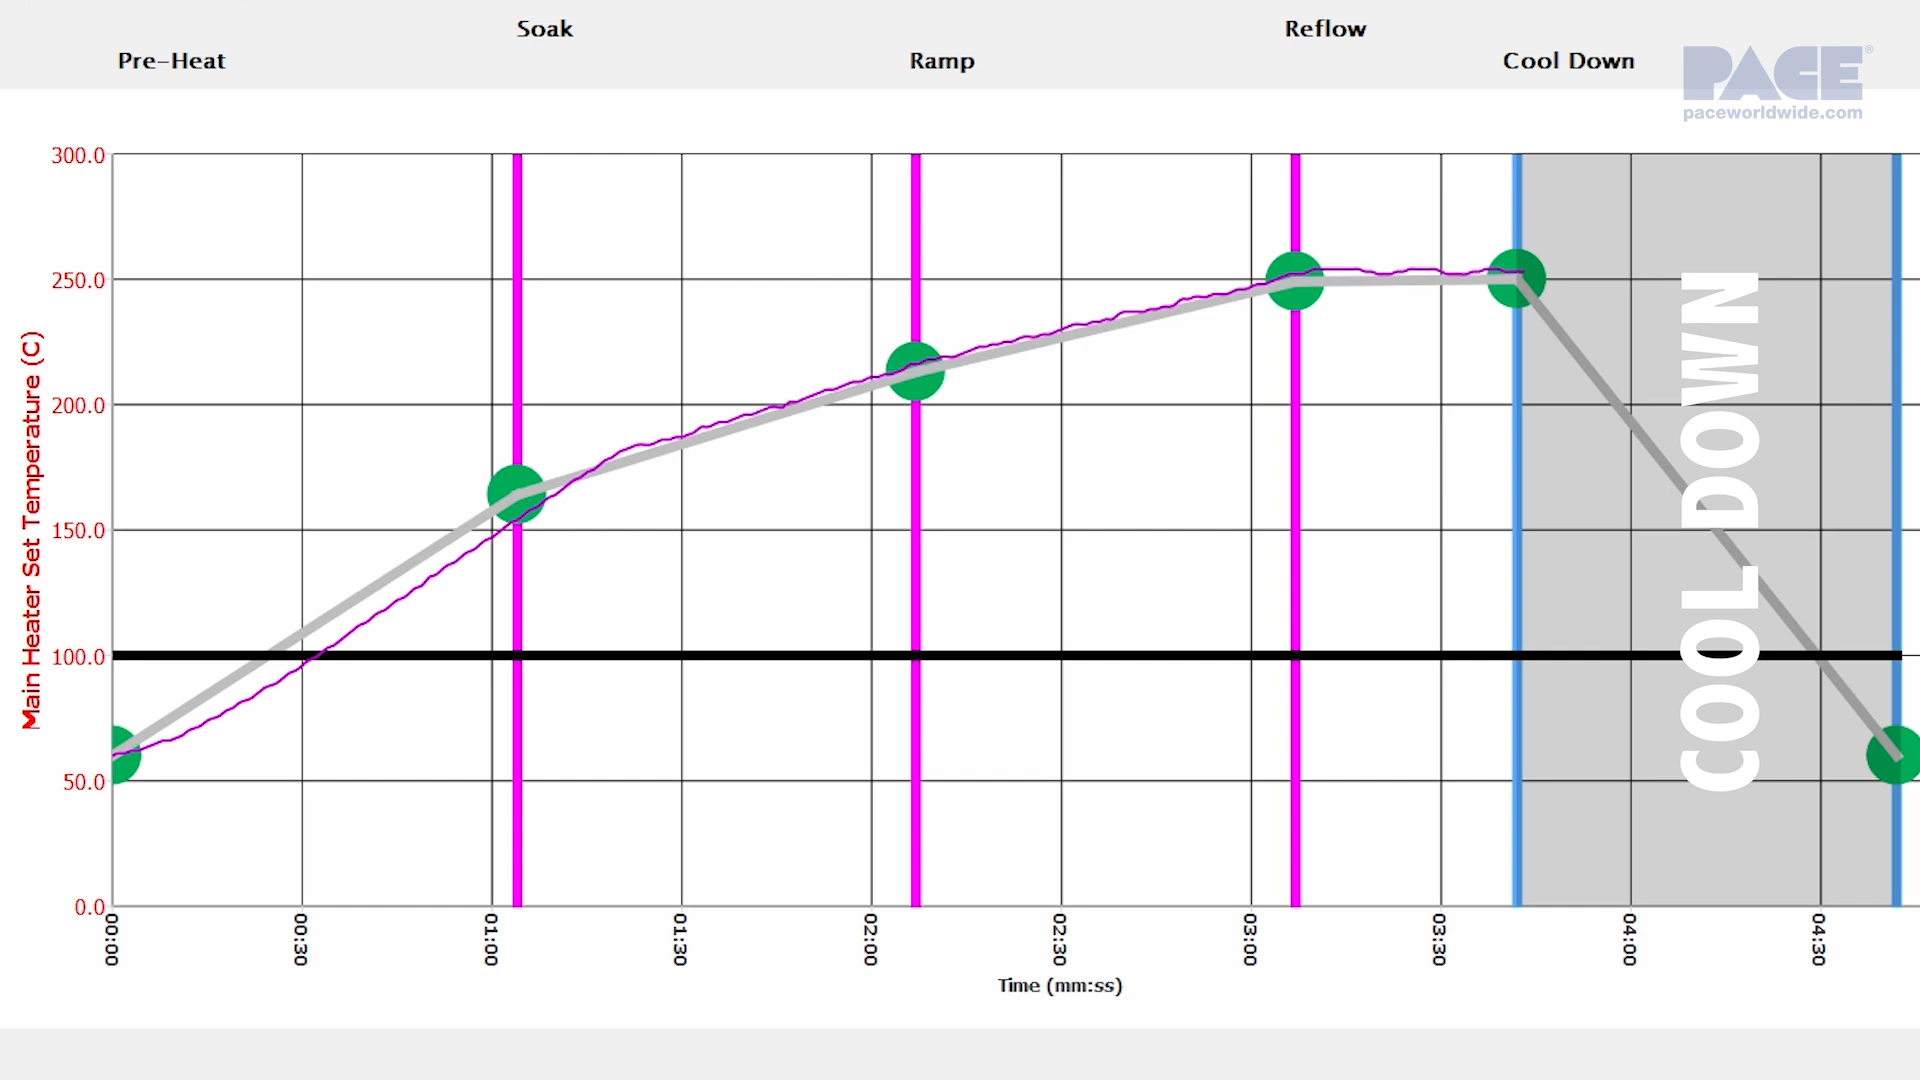 Soak
Reflow
Pre-Heat
Ramp
Cool Down
PACE®
paceworldwide.com
300.0
250.0
200.0
150.0
100.0
50.0
0.0
Main Heater Set Temperature (C)
COOL DOWN
00:00
00:30
01:00
01:30
02:00
02:30
03:00
03:30
04:00
04:30
Time (mm:ss)